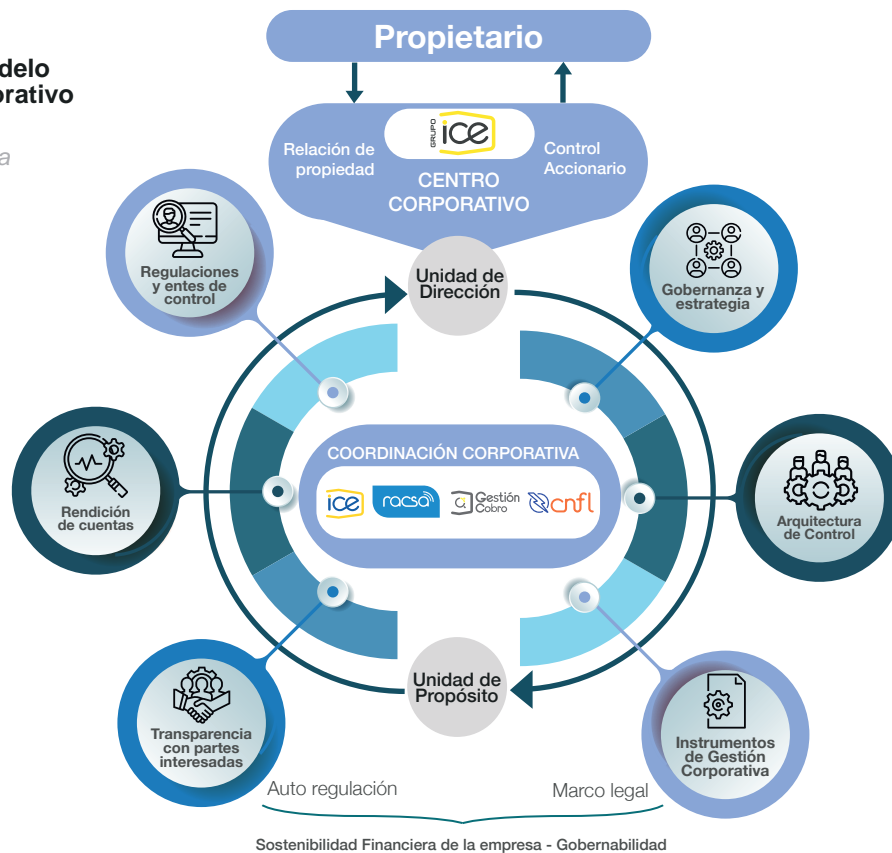 Propietario
delo
orativo
a
Relación de
propiedad
GRUPO
ice
Control
Accionario
CENTRO
CORPORATIVO
Unidad de
Dirección
Regulaciones
y entes de
control
Gobernanza y
estrategia
COORDINACIÓN CORPORATIVA
ice
racsa
Gestión
Cobro
cnfl
Rendición
de cuentas
Arquitectura
de Control
Unidad de
Propósito
Transparencia
con partes
interesadas
Instrumentos
de Gestión
Corporativa
Auto regulación
Marco legal
Sostenibilidad Financiera de la empresa - Gobernabilidad